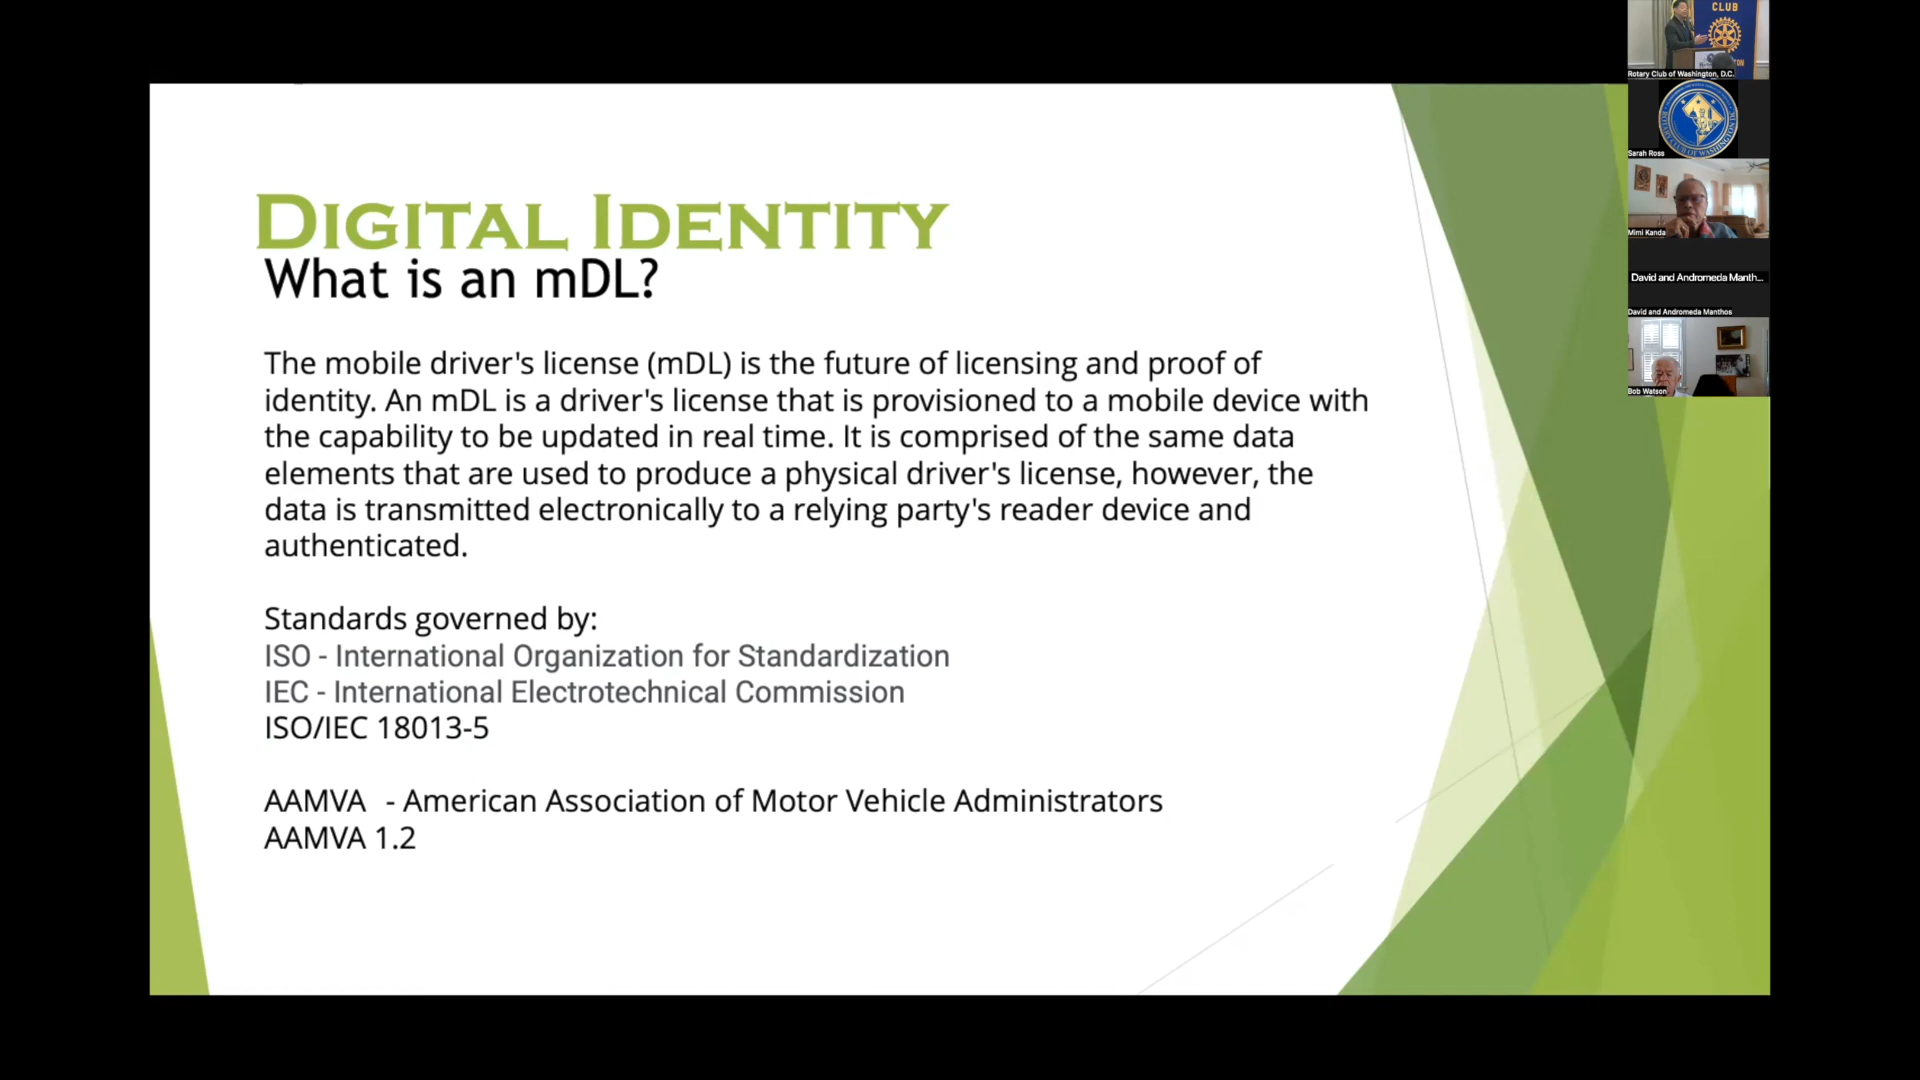 DIGITAL IDENTITY
What is an mDL?
The mobile driver's license (mDL) is the future of licensing and proof of
identity. An mDL is a driver's license that is provisioned to a mobile device with
the capability to be updated in real time. It is comprised of the same data
elements that are used to produce a physical driver's license, however, the
data is transmitted electronically to a relying party's reader device and
authenticated.
Standards governed by:
ISO - International Organization for Standardization
IEC - International Electrotechnical Commission
ISO/IEC 18013-5
AAMVA - American Association of Motor Vehicle Administrators
AAMVA 1.2
CLUB
Rotary Club of Washington, D.C.
Sarah Ross
Mimi Kanda
David and Andromeda Manth...
David and Andromeda Manthos
Bob Watson